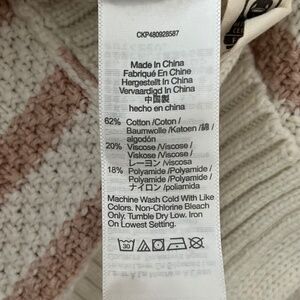 CKP480928587
Made In China
Fabriqué En Chine
Hergestellt In China
Vervaardigd In China
中国製
hecho en china
62% Cotton /Coton /
Baumwolle /Katoen /綿 /
algodón
20% Viscose /Viscose /
Viskose /Viscose /
レーヨン /viscosa
18% Polyamide /Polyamide /
Polyamide /Polyamide /
ナイロン /poliamida
Machine Wash Cold With Like
Colors. Non-Chlorine Bleach
Only. Tumble Dry Low. Iron
On Lowest Setting.
30